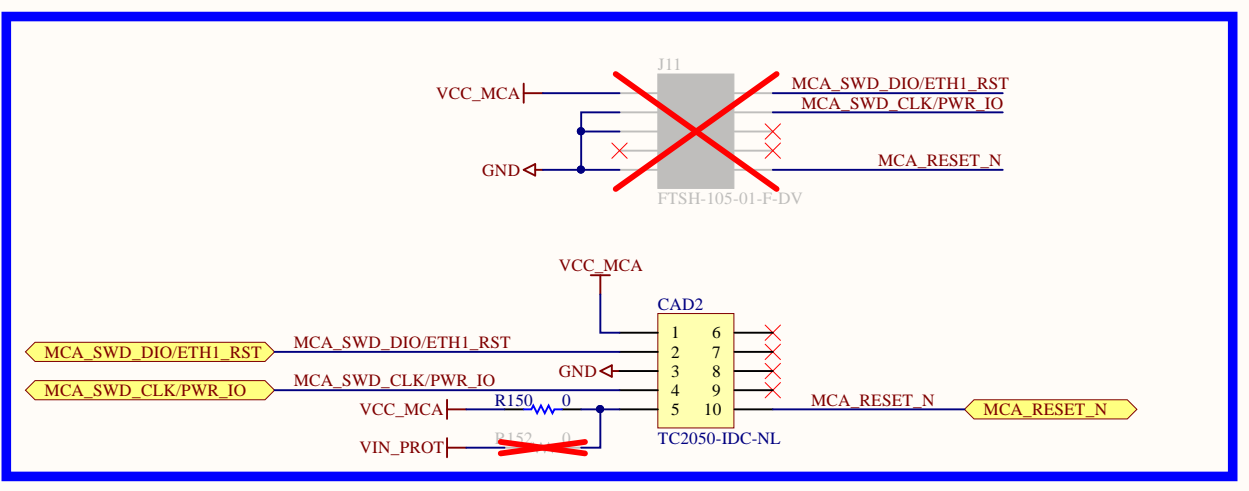 J11
VCC_MCA
MCA_SWD_DIO/ETH1_RST
MCA_SWD_CLK/PWR_IO
MCA_RESET_N
GND
FTSH-105-01-F-DV
VCC_MCA
CAD2
1 6
MCA_SWD_DIO/ETH1_RST MCA_SWD_DIO/ETH1_RST 2 7
GND 3 8
MCA_SWD_CLK/PWR_IO MCA_SWD_CLK/PWR_IO 4 9
VCC_MCA R150 0 5 10 MCA_RESET_N MCA_RESET_N
VIN_PROT R152 0
TC2050-IDC-NL